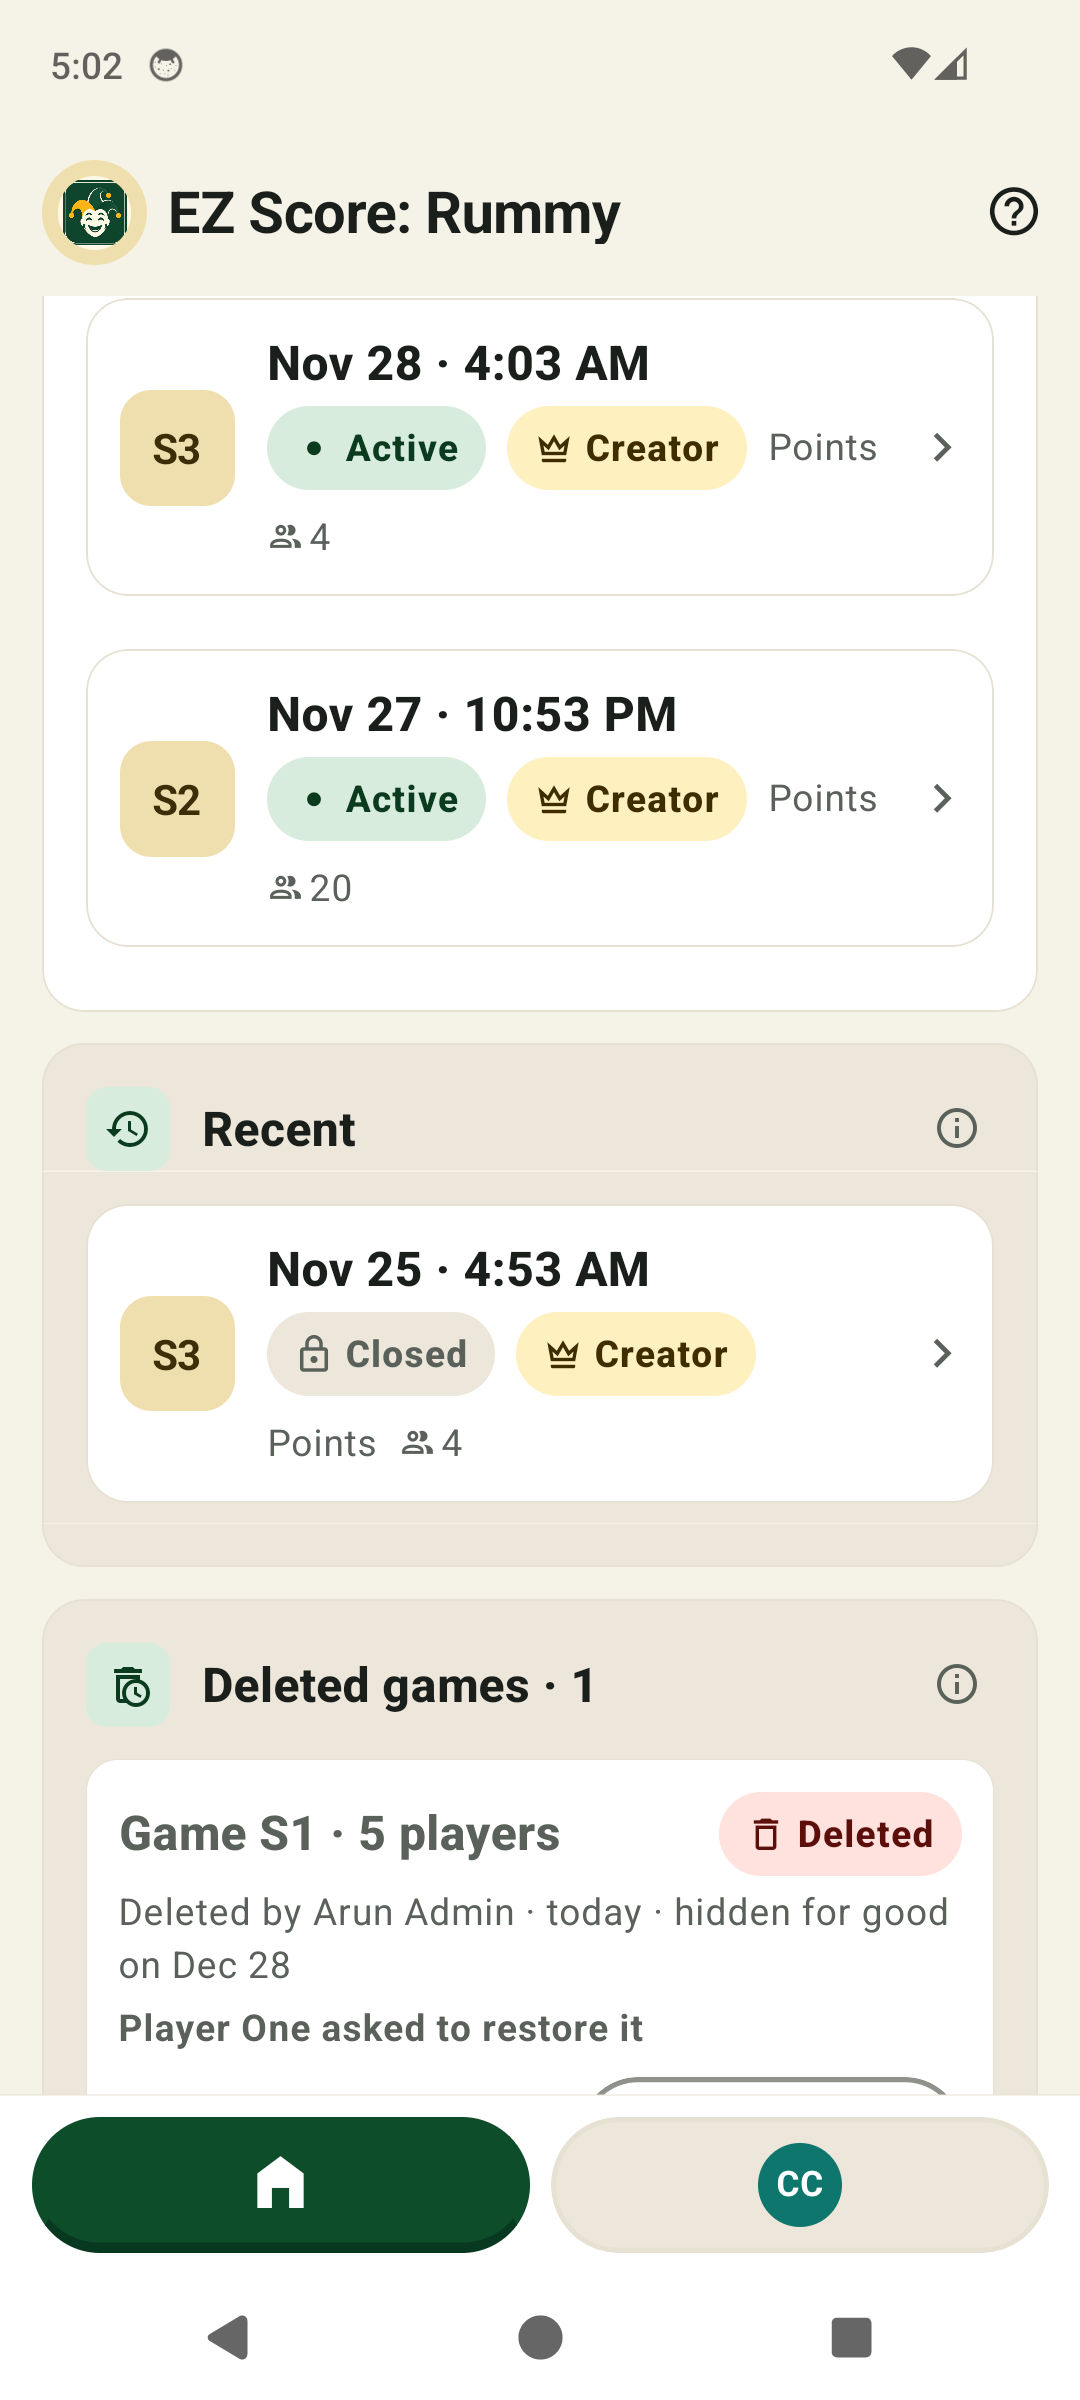 5:02
EZ Score: Rummy
Nov 28 · 4:03 AM
S3
Active
Creator
Points
4
Nov 27 · 10:53 PM
S2
Active
Creator
Points
20
Recent
Nov 25 · 4:53 AM
S3
Closed
Creator
Points
4
Deleted games · 1
Game S1 · 5 players
Deleted
Deleted by Arun Admin · today · hidden for good
on Dec 28
Player One asked to restore it
CC